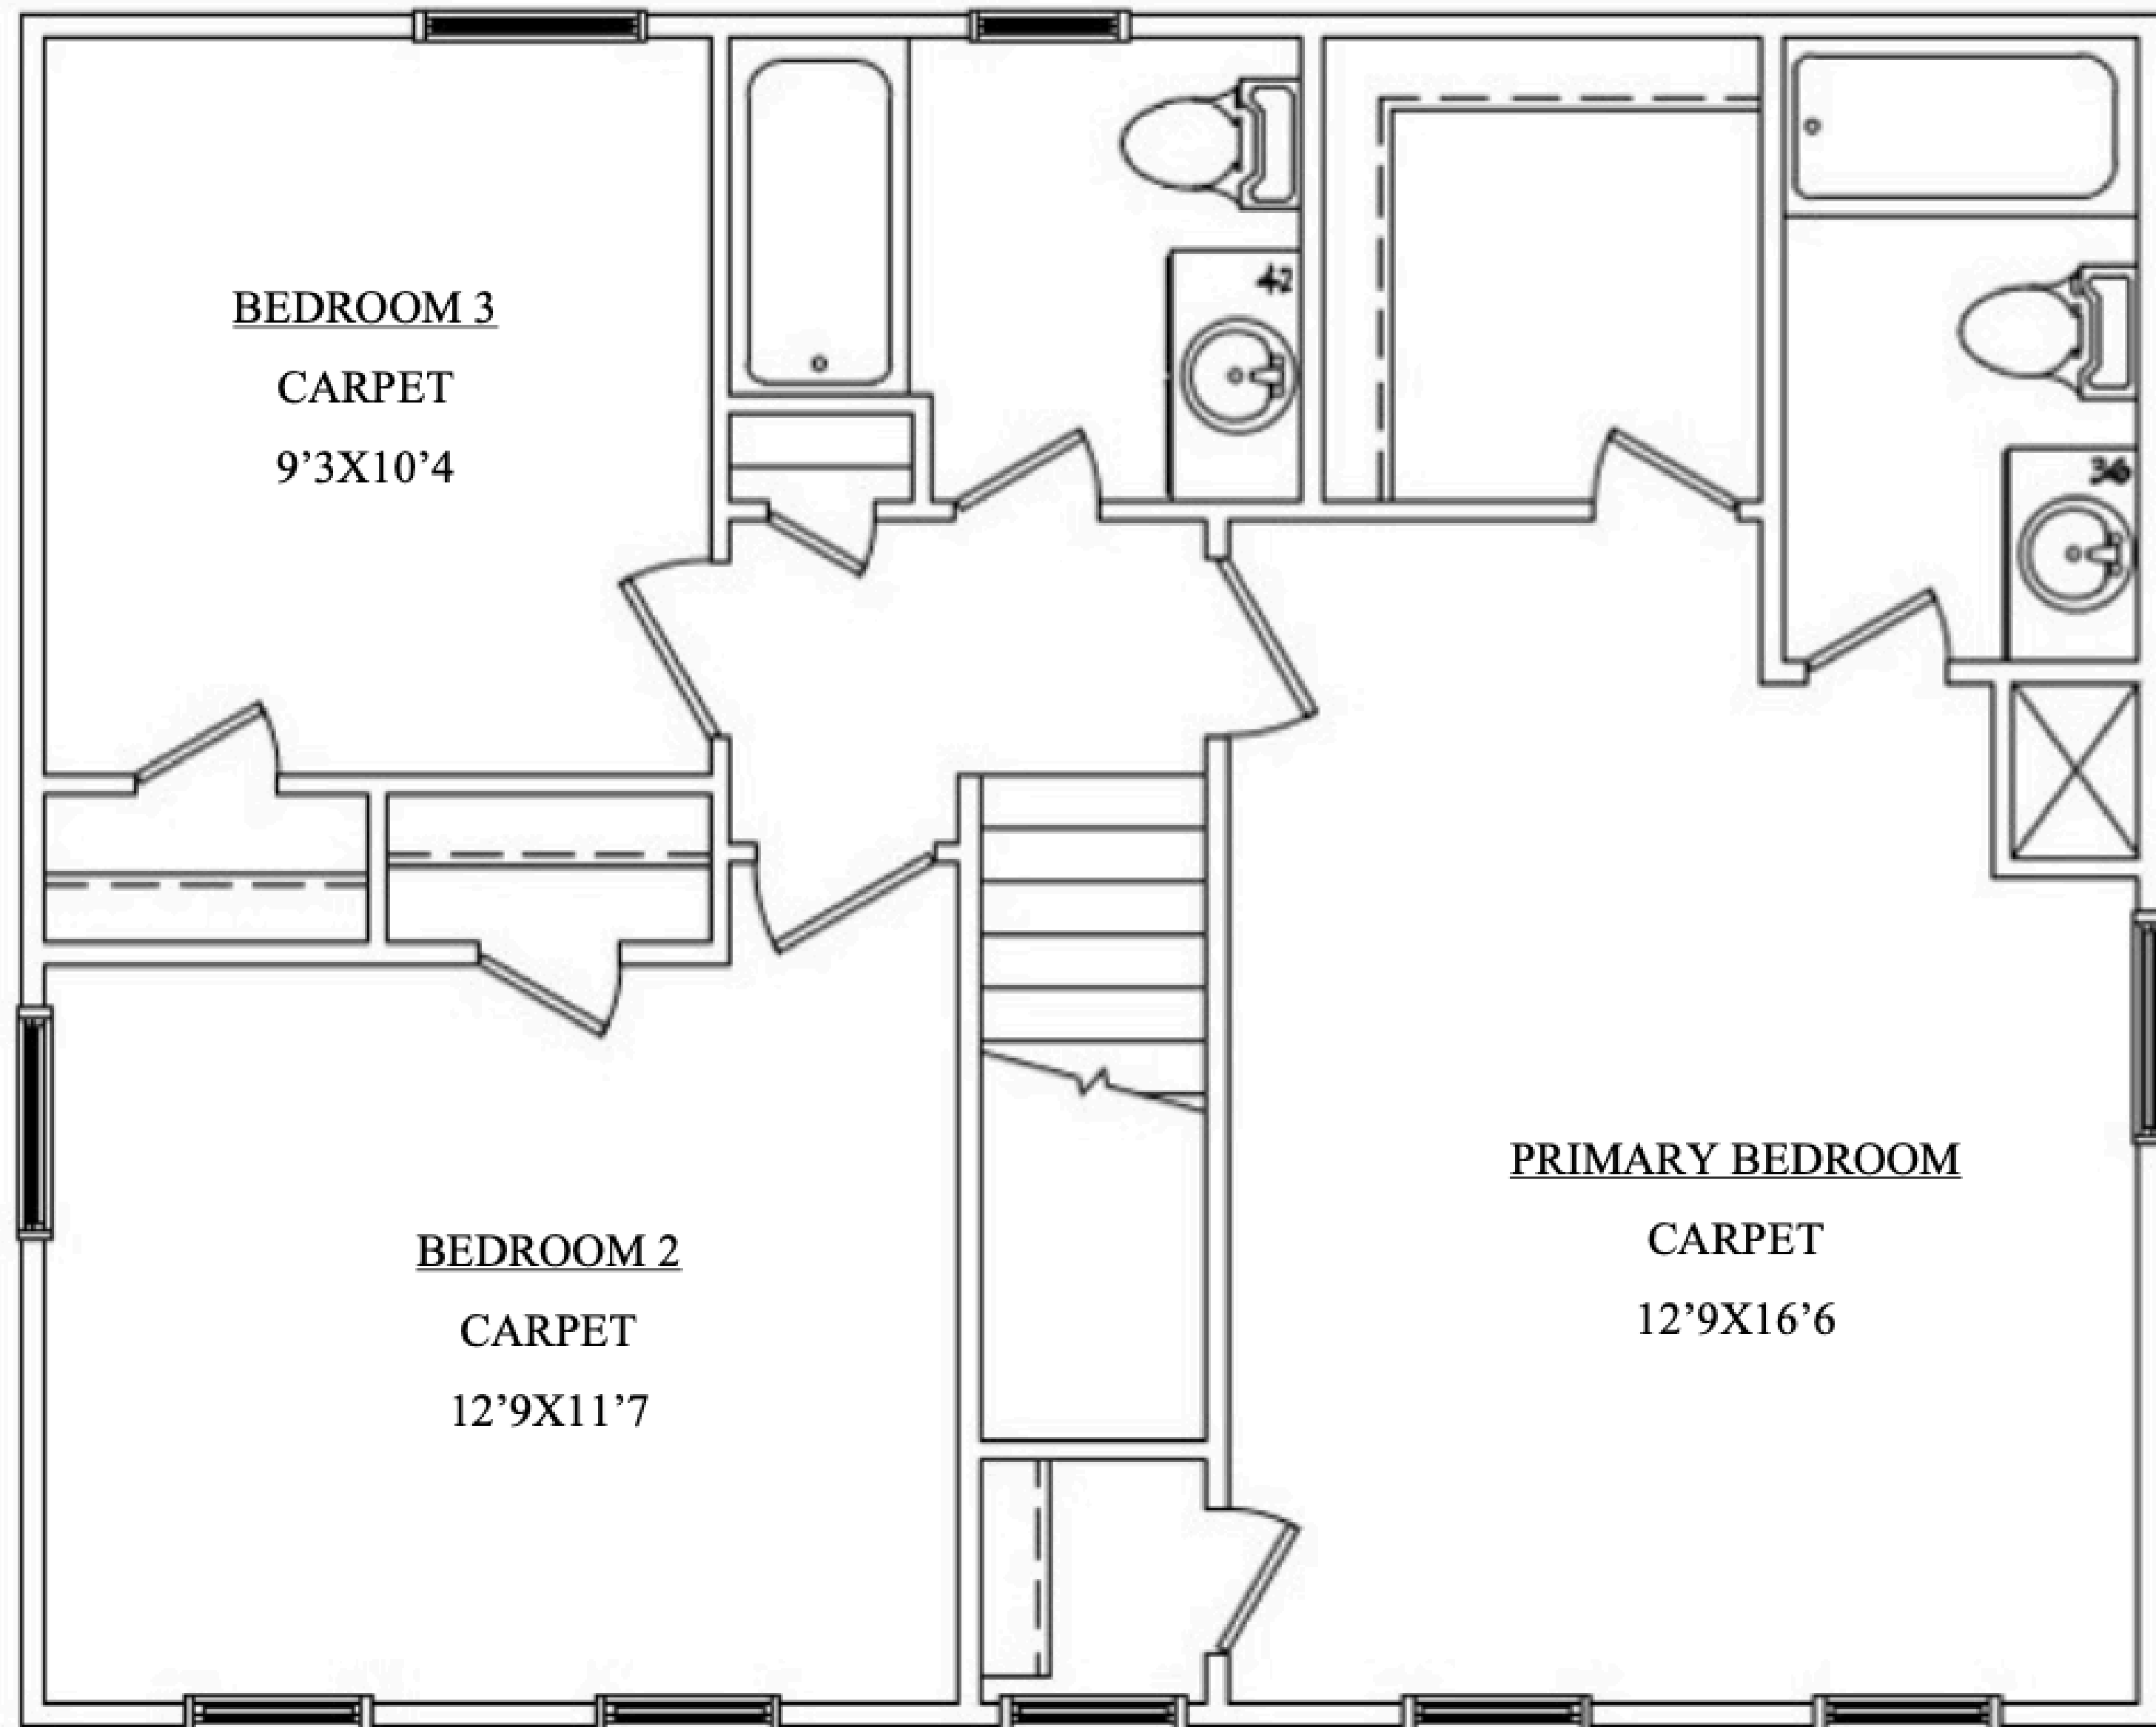 42
36
BEDROOM 3
CARPET
9’3X10’4
PRIMARY BEDROOM
CARPET
12’9X16’6
BEDROOM 2
CARPET
12’9X11’7